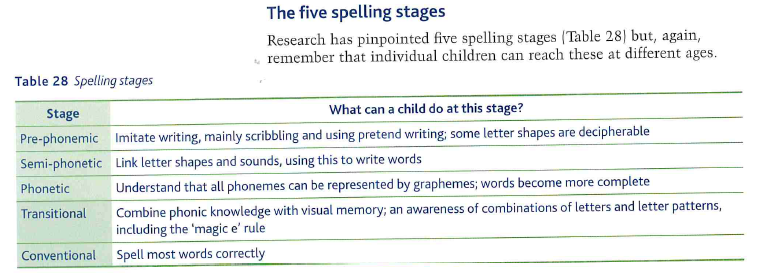 The five spelling stages
Research has pinpointed five spelling stages (Table 28) but, again,
remember that individual children can reach these at different ages.
Table 28 Spelling stages
Stage What can a child do at this stage?
Pre-phonemic Imitate writing, mainly scribbling and using pretend writing; some letter shapes are decipherable
Semi-phonetic Link letter shapes and sounds, using this to write words
Phonetic Understand that all phonemes can be represented by graphemes; words become more complete
Transitional Combine phonic knowledge with visual memory; an awareness of combinations of letters and letter patterns,
including the 'magic e' rule
Conventional Spell most words correctly